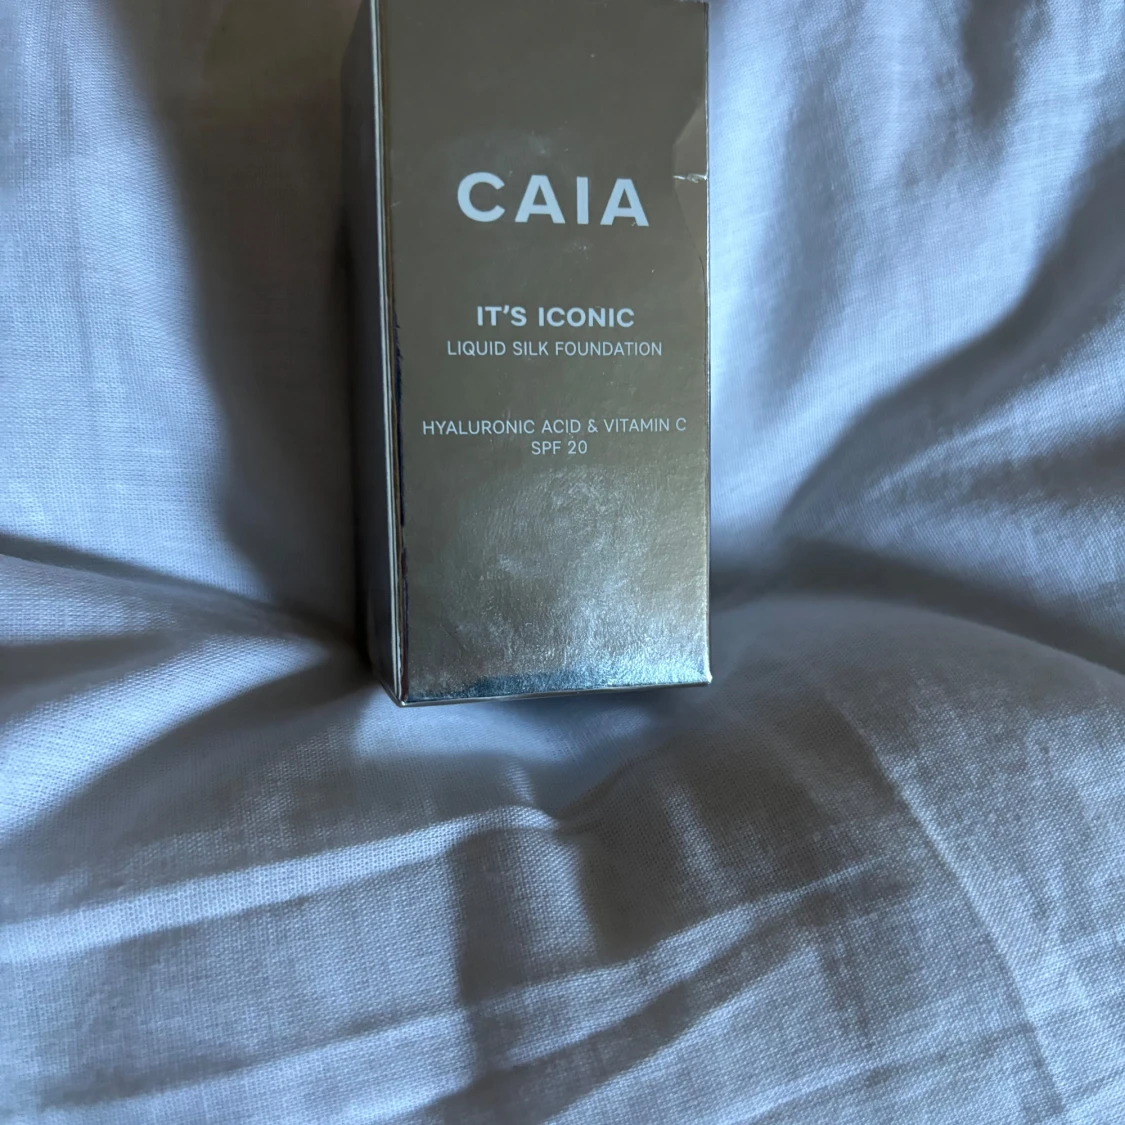 CAIA
IT'S ICONIC
LIQUID SILK FOUNDATION
HYALURONIC ACID & VITAMIN C
SPF 20